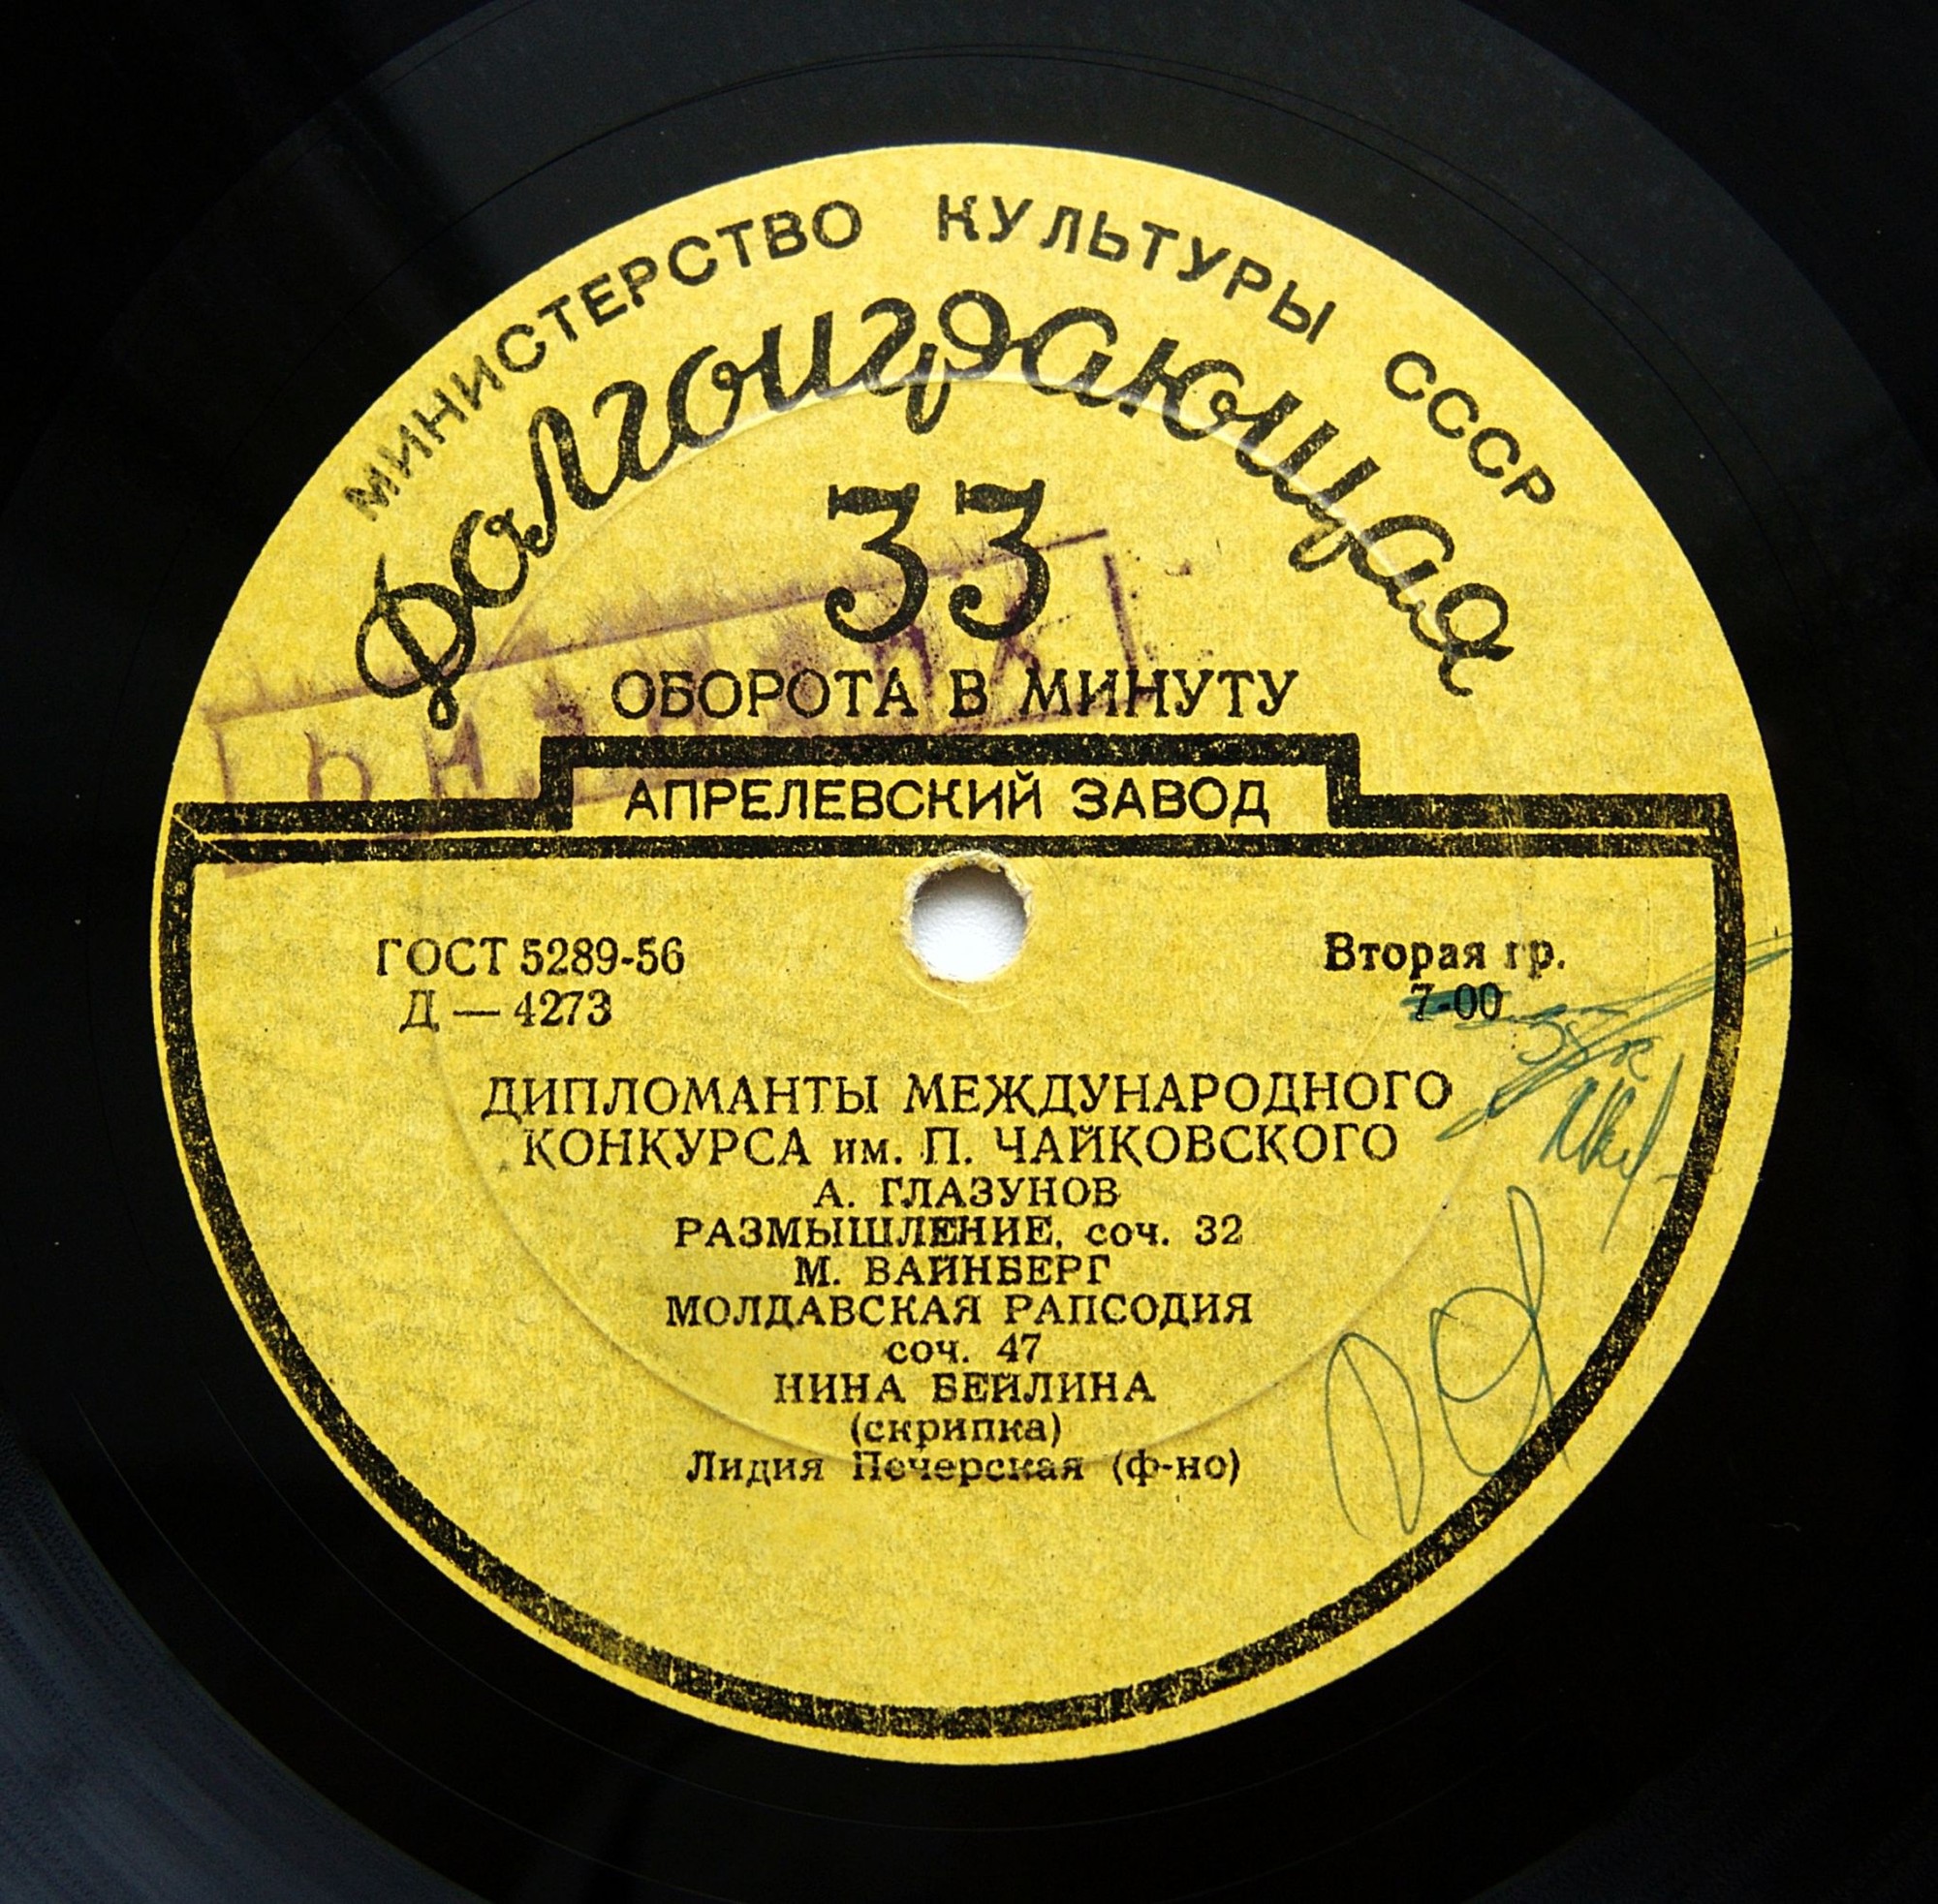 МИНИСТЕРСТВО КУЛЬТУРЫ СССР
Долгоиграющая
33
ОБОРОТА В МИНУТУ
АПРЕЛЕВСКИЙ ЗАВОД
ГОСТ 5289-56
Д — 4273
Вторая гр.
7-00
ДИПЛОМАНТЫ МЕЖДУНАРОДНОГО
КОНКУРСА им. П. ЧАЙКОВСКОГО
А. ГЛАЗУНОВ
РАЗМЫШЛЕНИЕ, соч. 32
М. ВАЙНБЕРГ
МОЛДАВСКАЯ РАПСОДИЯ
соч. 47
НИНА БЕЙЛИНА
(скрипка)
Лидия Печерская (ф-но)